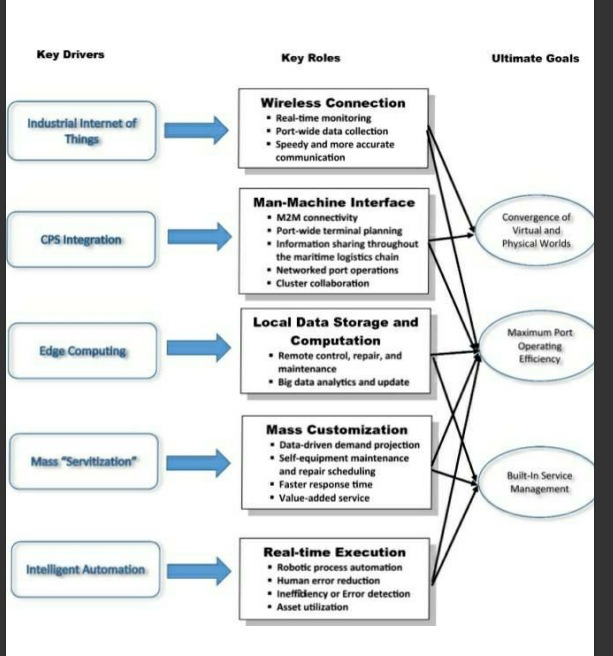 Key Drivers
Key Roles
Ultimate Goals
Industrial Internet of
Things
Wireless Connection
▪ Real-time monitoring
▪ Port-wide data collection
▪ Speedy and more accurate
communication
CPS Integration
Man-Machine Interface
▪ M2M connectivity
▪ Port-wide terminal planning
▪ Information sharing throughout
the maritime logistics chain
▪ Networked port operations
▪ Cluster collaboration
Convergence of
Virtual and
Physical Worlds
Edge Computing
Local Data Storage and
Computation
▪ Remote control, repair, and
maintenance
▪ Big data analytics and update
Maximum Port
Operating
Efficiency
Mass “Servitization”
Mass Customization
▪ Data-driven demand projection
▪ Self-equipment maintenance
and repair scheduling
▪ Faster response time
▪ Value-added service
Built-In Service
Management
Intelligent Automation
Real-time Execution
▪ Robotic process automation
▪ Human error reduction
▪ Inefficiency or Error detection
▪ Asset utilization